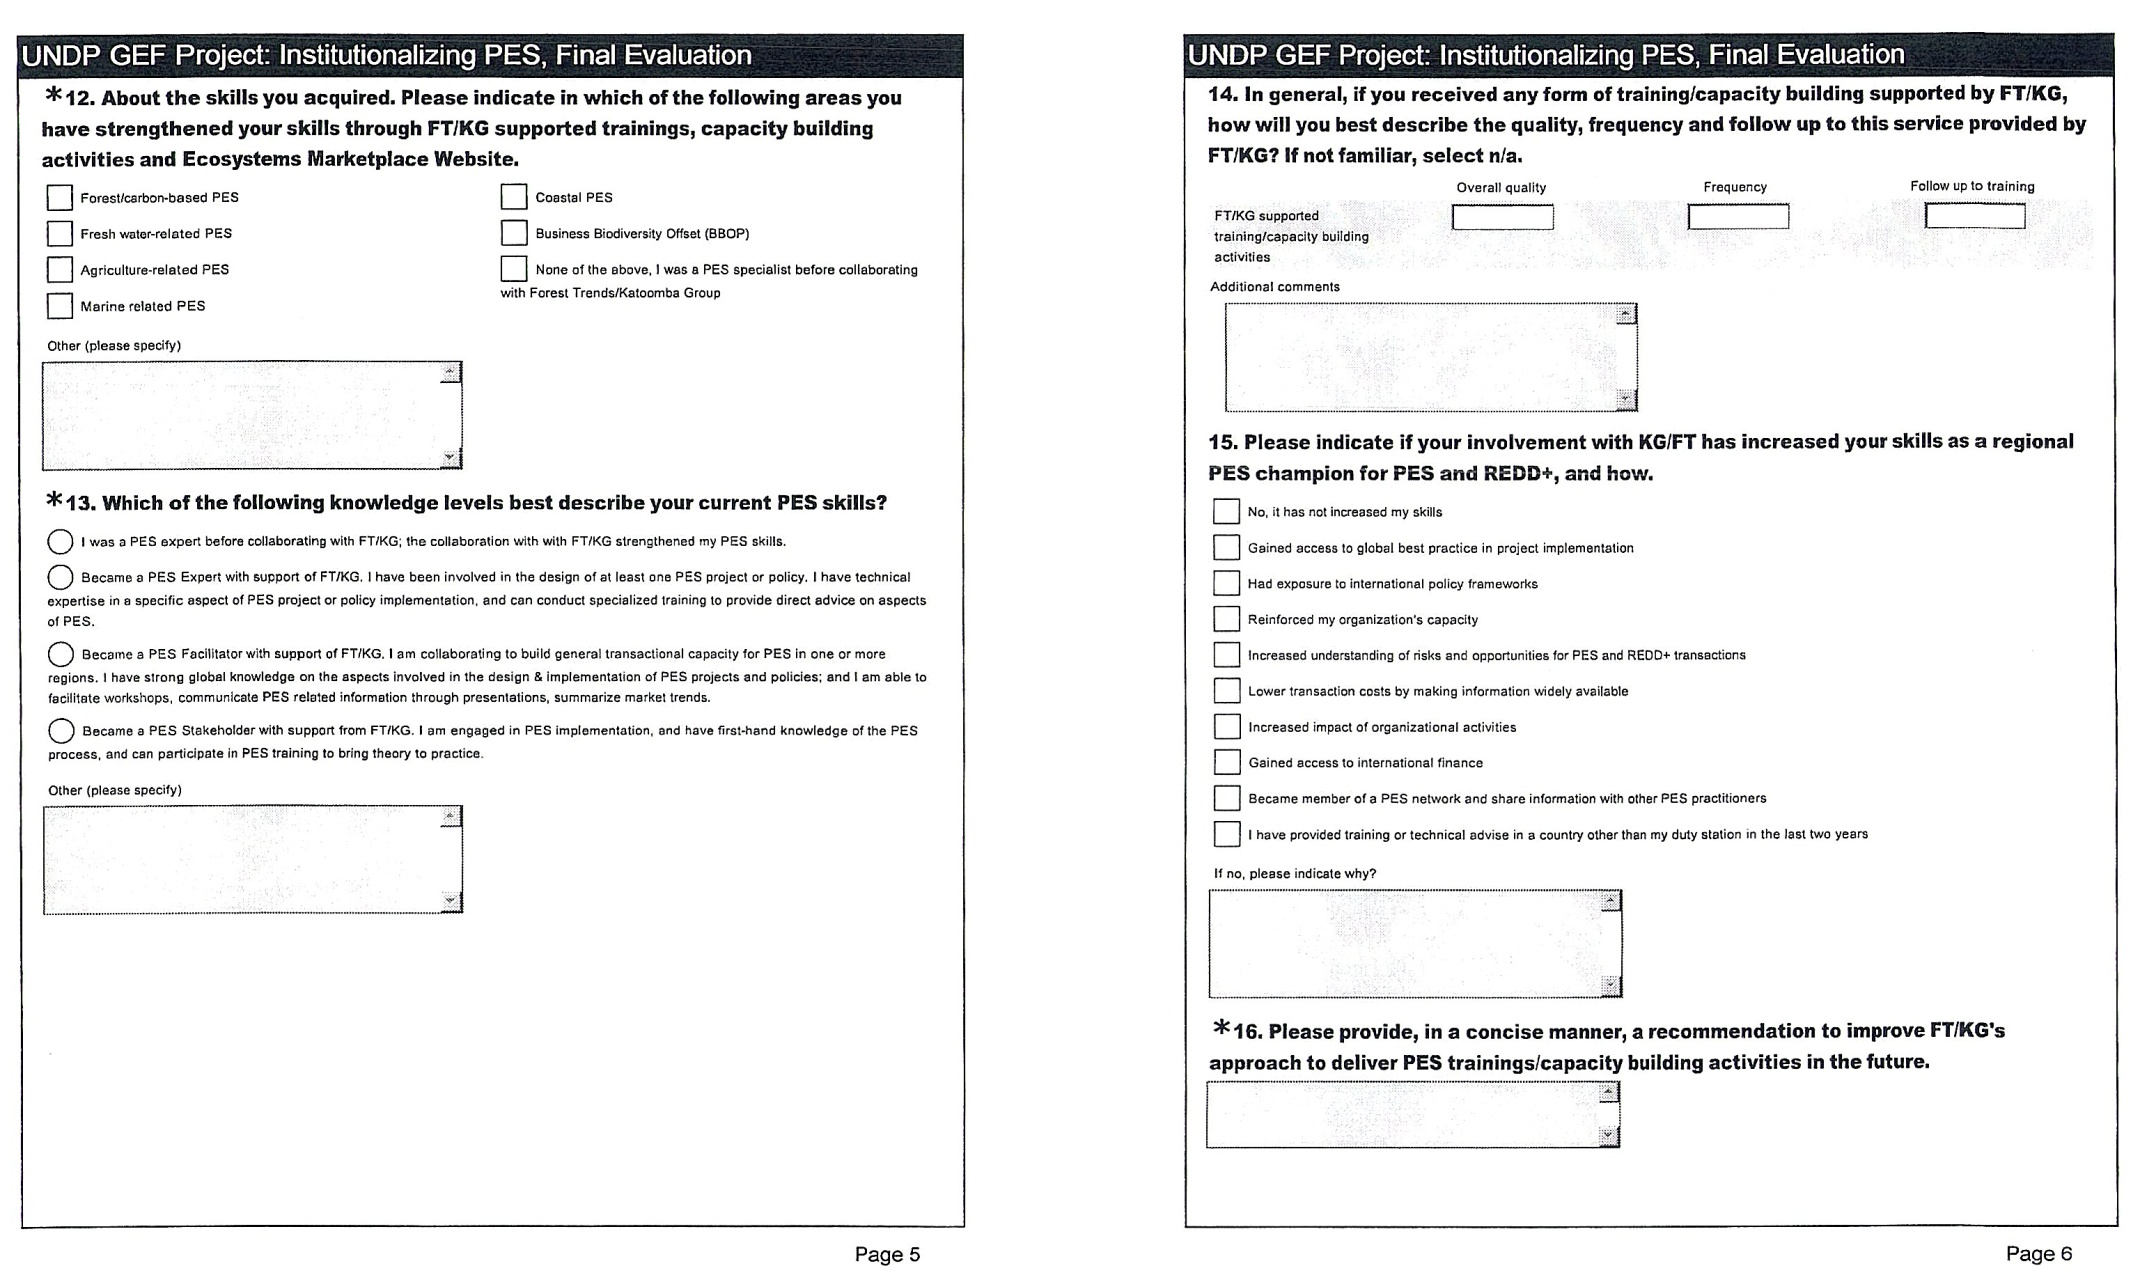 UNDP GEF Project: Institutionalizing PES, Final Evaluation
*12. About the skills you acquired. Please indicate in which of the following areas you
have strengthened your skills through FT/KG supported trainings, capacity building
activities and Ecosystems Marketplace Website.
Forest/carbon-based PES
Fresh water-related PES
Agriculture-related PES
Marine related PES
Coastal PES
Business Biodiversity Offset (BBOP)
None of the above, I was a PES specialist before collaborating
with Forest Trends/Katoomba Group
Other (please specify)
*13. Which of the following knowledge levels best describe your current PES skills?
I was a PES expert before collaborating with FT/KG; the collaboration with with FT/KG strengthened my PES skills.
Became a PES Expert with support of FT/KG. I have been involved in the design of at least one PES project or policy. I have technical
expertise in a specific aspect of PES project or policy implementation, and can conduct specialized training to provide direct advice on aspects
of PES.
Became a PES Facilitator with support of FT/KG. I am collaborating to build general transactional capacity for PES in one or more
regions. I have strong global knowledge on the aspects involved in the design & implementation of PES projects and policies; and I am able to
facilitate workshops, communicate PES related information through presentations, summarize market trends.
Became a PES Stakeholder with support from FT/KG. I am engaged in PES implementation, and have first-hand knowledge of the PES
process, and can participate in PES training to bring theory to practice.
Other (please specify)
Page 5
UNDP GEF Project: Institutionalizing PES, Final Evaluation
14. In general, if you received any form of training/capacity building supported by FT/KG,
how will you best describe the quality, frequency and follow up to this service provided by
FT/KG? If not familiar, select n/a.
Overall quality Frequency Follow up to training
FT/KG supported
training/capacity building
activities
Additional comments
15. Please indicate if your involvement with KG/FT has increased your skills as a regional
PES champion for PES and REDD+, and how.
No, it has not increased my skills
Gained access to global best practice in project implementation
Had exposure to international policy frameworks
Reinforced my organization's capacity
Increased understanding of risks and opportunities for PES and REDD+ transactions
Lower transaction costs by making information widely available
Increased impact of organizational activities
Gained access to international finance
Became member of a PES network and share information with other PES practitioners
I have provided training or technical advise in a country other than my duty station in the last two years
If no, please indicate why?
*16. Please provide, in a concise manner, a recommendation to improve FT/KG's
approach to deliver PES trainings/capacity building activities in the future.
Page 6